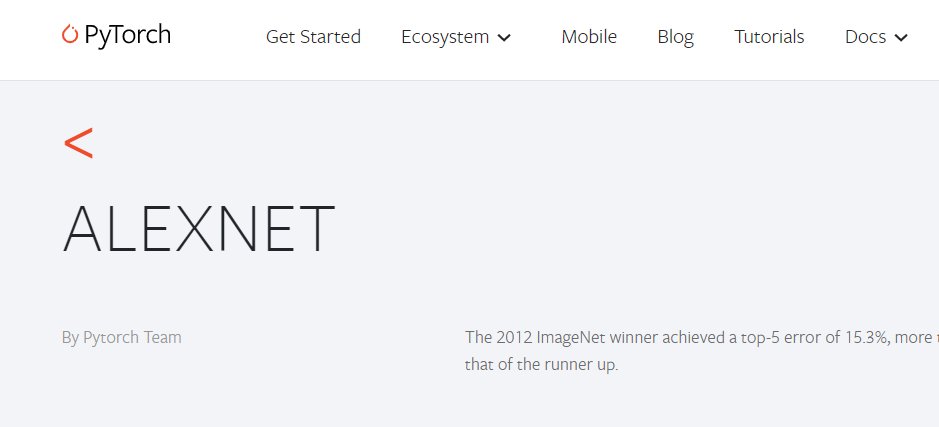 PyTorch Get Started Ecosystem Mobile Blog Tutorials Docs
<
ALEXNET
By Pytorch Team
The 2012 ImageNet winner achieved a top-5 error of 15.3%, more
that of the runner up.